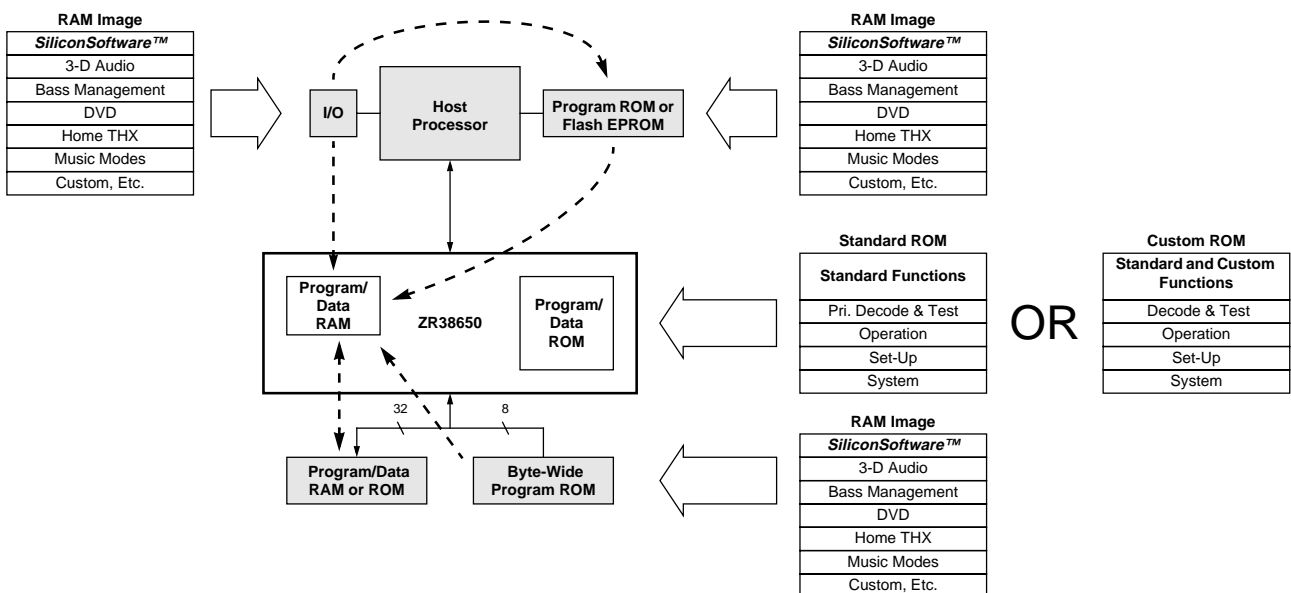 RAM Image
SiliconSoftware™
3-D Audio
Bass Management
DVD
Home THX
Music Modes
Custom, Etc.
I/O
Host
Processor
Program ROM or
Flash EPROM
RAM Image
SiliconSoftware™
3-D Audio
Bass Management
DVD
Home THX
Music Modes
Custom, Etc.
Program/
Data
RAM
ZR38650
Program/
Data
ROM
Standard ROM
Standard Functions
Pri. Decode & Test
Operation
Set-Up
System
OR
Custom ROM
Standard and Custom
Functions
Decode & Test
Operation
Set-Up
System
32
8
Program/Data
RAM or ROM
Byte-Wide
Program ROM
RAM Image
SiliconSoftware™
3-D Audio
Bass Management
DVD
Home THX
Music Modes
Custom, Etc.